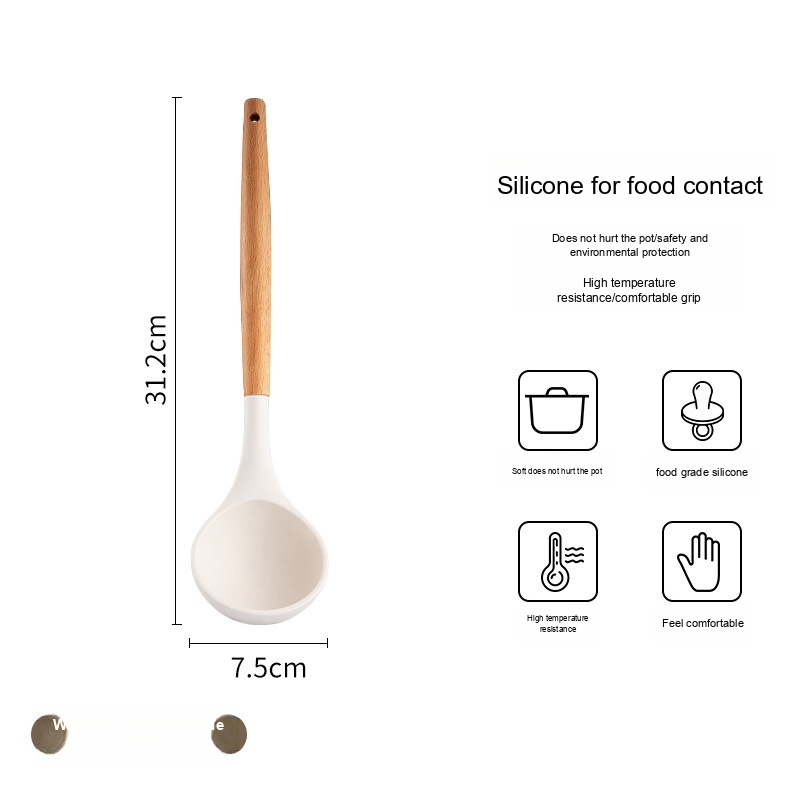 Silicone for food contact
Does not hurt the pot/safety and
environmental protection
High temperature
resistance/comfortable grip
31.2cm
Soft does not hurt the pot
food grade silicone
High temperature
resistance
Feel comfortable
7.5cm